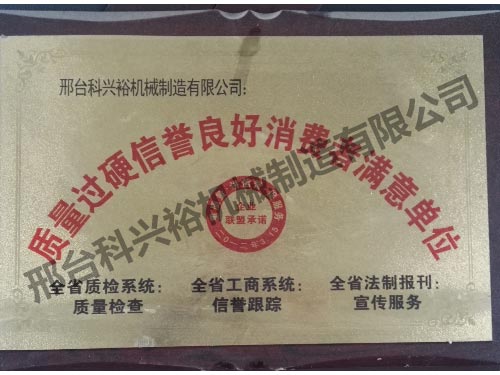 邢台科兴裕机械制造有限公司:
质量过硬信誉良好消费者满意单位
企业
联盟承诺
全省质检系统: 全省工商系统: 全省法制报刊:
质量检查 信誉跟踪 宣传服务
邢台科兴裕机械制造有限公司